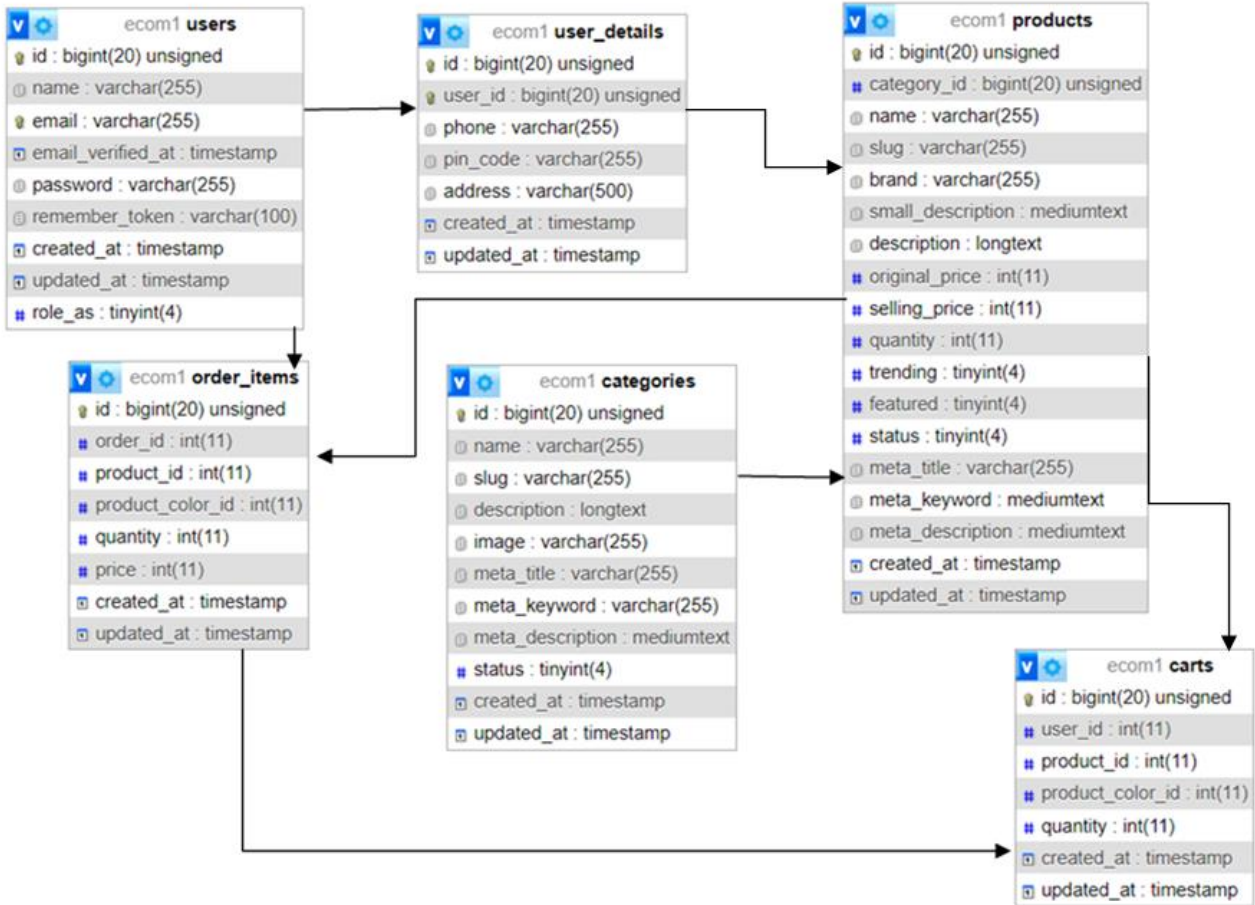 V ecom1 users
id : bigint(20) unsigned
name : varchar(255)
email : varchar(255)
email_verified_at : timestamp
password : varchar(255)
remember_token : varchar(100)
created_at : timestamp
updated_at : timestamp
# role_as : tinyint(4)
V ecom1 user_details
id : bigint(20) unsigned
user_id : bigint(20) unsigned
phone : varchar(255)
pin_code : varchar(255)
address : varchar(500)
created_at : timestamp
updated_at : timestamp
V ecom1 products
id : bigint(20) unsigned
# category_id : bigint(20) unsigned
name : varchar(255)
slug : varchar(255)
brand : varchar(255)
small_description : mediumtext
description : longtext
# original_price : int(11)
# selling_price : int(11)
# quantity : int(11)
# trending : tinyint(4)
# featured : tinyint(4)
# status : tinyint(4)
meta_title : varchar(255)
meta_keyword : mediumtext
meta_description : mediumtext
created_at : timestamp
updated_at : timestamp
V ecom1 order_items
id : bigint(20) unsigned
# order_id : int(11)
# product_id : int(11)
# product_color_id : int(11)
# quantity : int(11)
# price : int(11)
created_at : timestamp
updated_at : timestamp
V ecom1 categories
id : bigint(20) unsigned
name : varchar(255)
slug : varchar(255)
description : longtext
image : varchar(255)
meta_title : varchar(255)
meta_keyword : varchar(255)
meta_description : mediumtext
# status : tinyint(4)
created_at : timestamp
updated_at : timestamp
V ecom1 carts
id : bigint(20) unsigned
# user_id : int(11)
# product_id : int(11)
# product_color_id : int(11)
# quantity : int(11)
created_at : timestamp
updated_at : timestamp